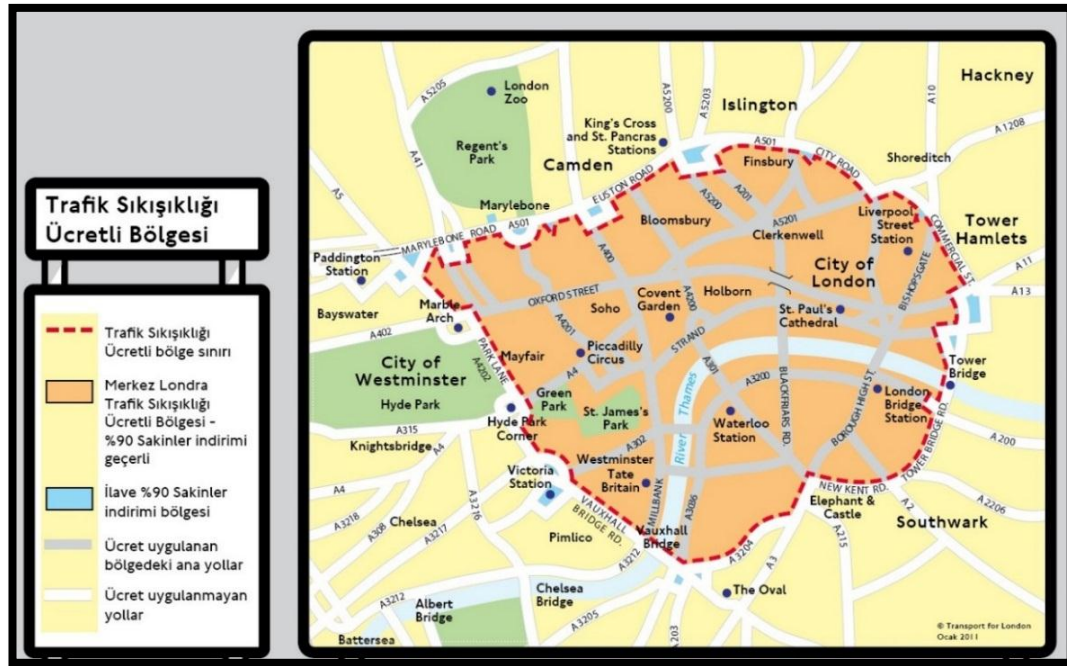 Trafik Sıkışıklığı
Ücretli Bölgesi
Trafik Sıkışıklığı
Ücretli bölge sınırı
Merkez Londra
Trafik Sıkışıklığı
Ücretli Bölgesi -
%90 Sakinler indirimi
geçerli
İlave %90 Sakinler
indirimi bölgesi
Ücret uygulanan
bölgedeki ana yollar
Ücret uygulanmayan
yollar
Hackney
A5205
London
Zoo
A5200
A5203
Islington
A10
A1208
A41
Regent's
Park
King's Cross
and St. Pancras
Stations
A501
Camden
Finsbury
CITY ROAD
Shoreditch
A5
EUSTON ROAD
A5200
A201
Marylebone
A501
MARYLEBONE ROAD
Bloomsbury
A5201
Clerkenwell
Liverpool
Street
Station
COMMERCIAL ST.
Tower
Hamlets
Paddington
Station
A400
City of
London
BISHOPSGATE
A11
A13
Bayswater
Marble
Arch
OXFORD STREET
Soho
Covent
Garden
A4200
Holborn
St. Paul's
Cathedral
A402
A4201
STRAND
PARK LANE
A4202
Mayfair
Piccadilly
Circus
City of
Westminster
Hyde Park
A4
Green
Park
St. James's
Park
A301
A3200
BLACKFRIARS RD.
BOROUGH HIGH ST.
London
Bridge
Station
Tower
Bridge
TOWER BRIDGE RD.
River Thames
Waterloo
Station
A315
Knightsbridge
Hyde Park
Corner
A302
A200
A4
Victoria
Station
Westminster
Tate
Britain
MILLBANK
A3036
NEW KENT RD.
Elephant &
Castle
A2
A2206
Southwark
A4
A3218
A308
Chelsea
A3217
A3216
VAUXHALL
BRIDGE RD.
Pimlico
Vauxhall
Bridge
A3212
A3204
A3
A215
A3212
Albert
Bridge
Chelsea
Bridge
A3205
A203
The Oval
Battersea
© Transport for London
Ocak 2011